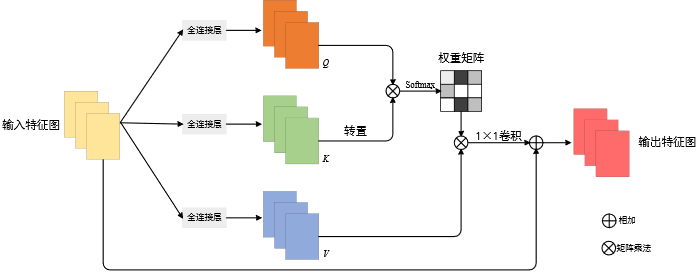 全连接层
Q
权重矩阵
Softmax
输入特征图
全连接层
转置
K
1×1卷积
输出特征图
全连接层
V
相加
矩阵乘法